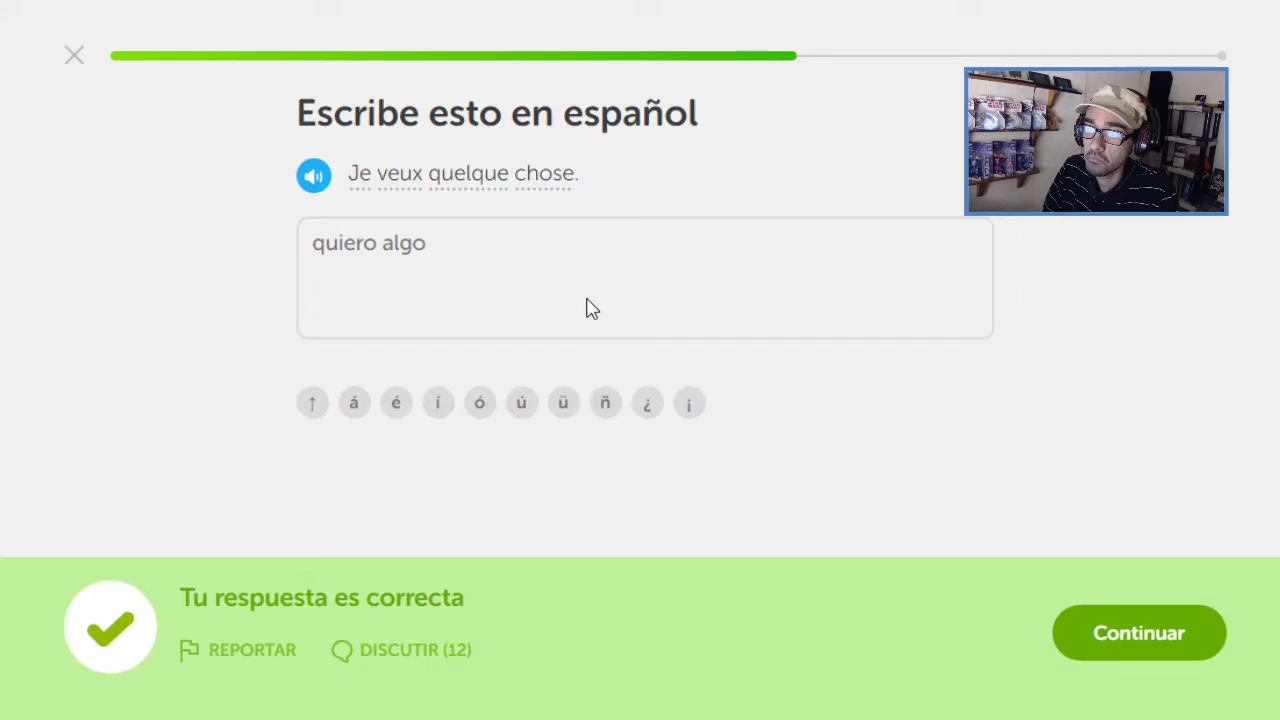 Escribe esto en español
Je veux quelque chose.
quiero algo
↑ á é í ó ú ü ñ ¿ ¡
Tu respuesta es correcta
REPORTAR DISCUTIR (12)
Continuar